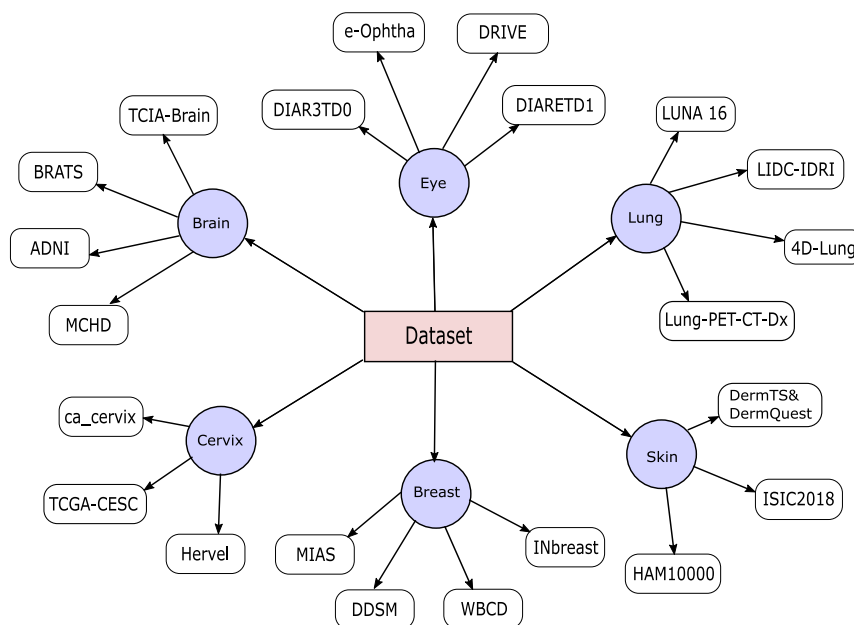 e-Ophtha
DRIVE
DIAR3TD0
DIARETD1
Eye
TCIA-Brain
BRATS
ADNI
MCHD
Brain
LUNA 16
LIDC-IDRI
4D-Lung
Lung-PET-CT-Dx
Lung
Dataset
ca_cervix
TCGA-CESC
Hervel
Cervix
Breast
MIAS
DDSM
WBCD
INbreast
Skin
DermTS&
DermQuest
ISIC2018
HAM10000